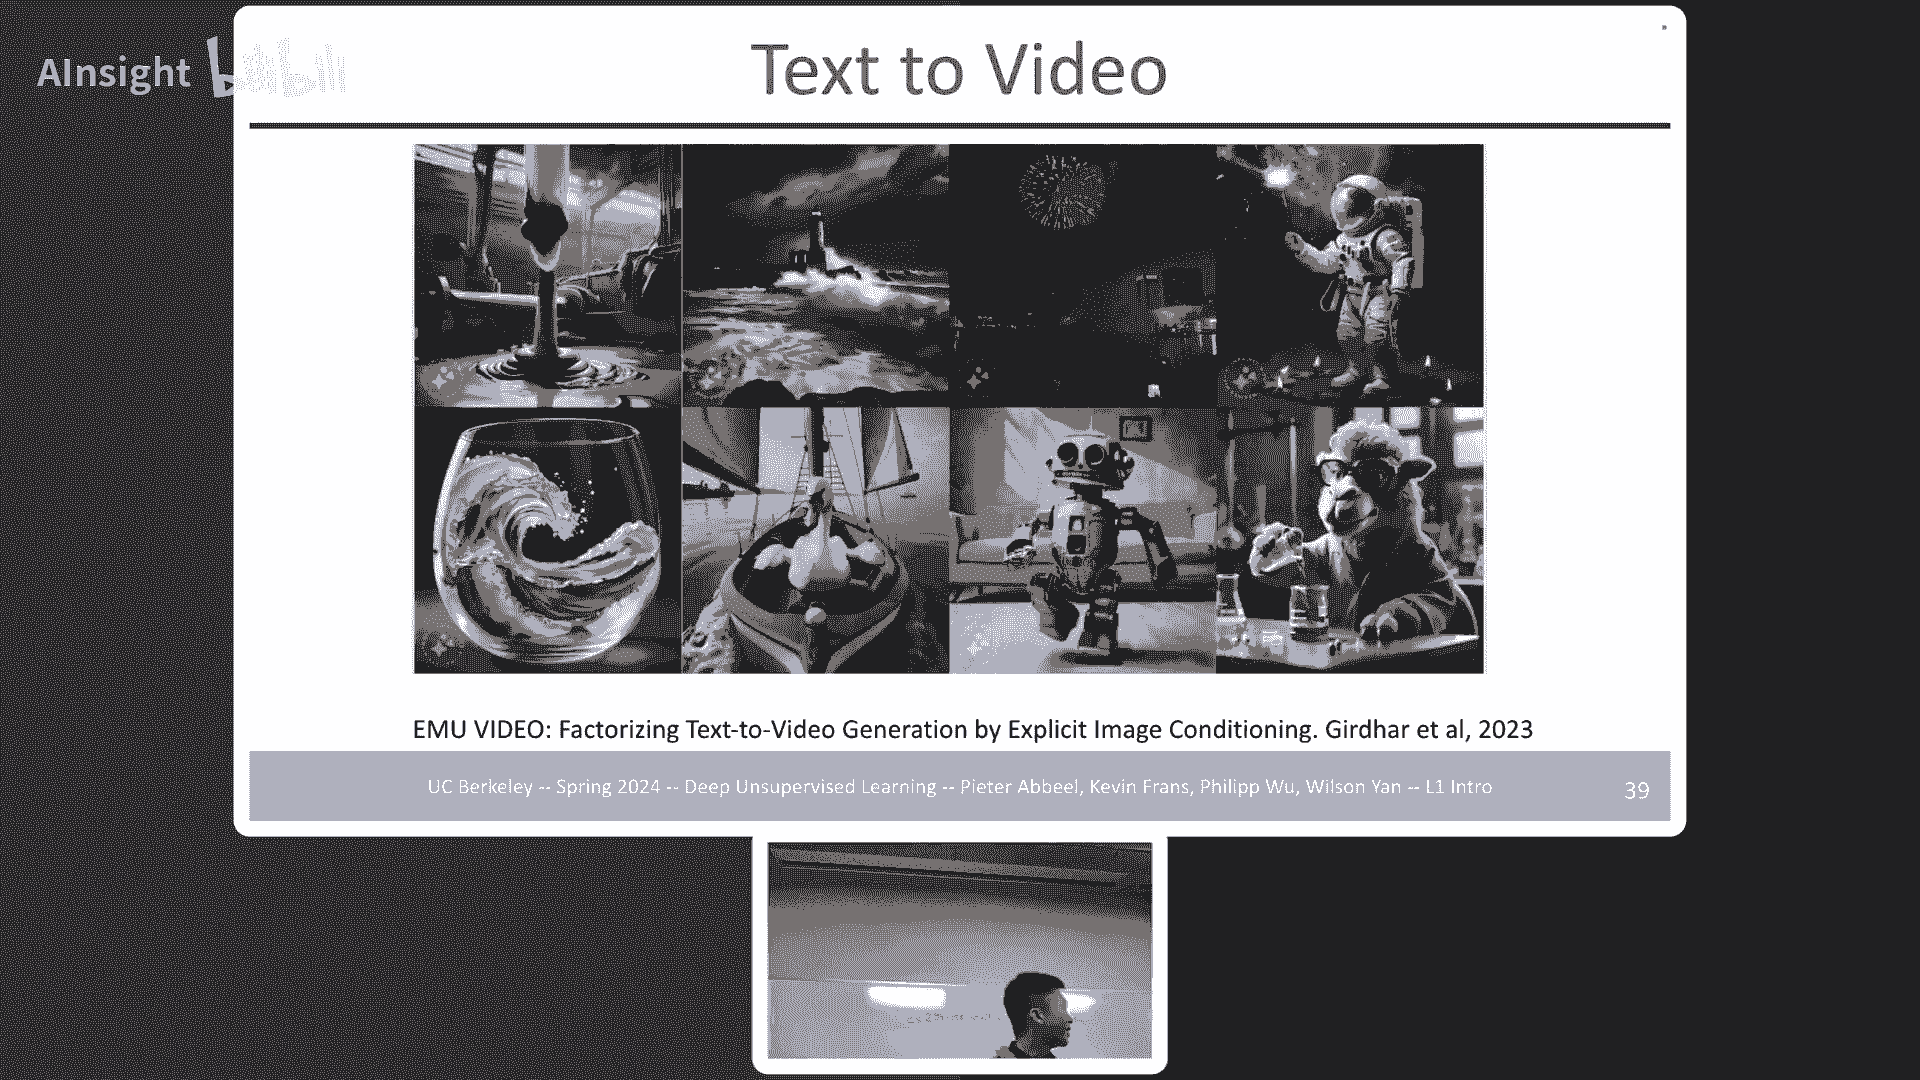 AInsight bilibili
Text to Video
EMU VIDEO: Factorizing Text-to-Video Generation by Explicit Image Conditioning. Girdhar et al, 2023
UC Berkeley -- Spring 2024 -- Deep Unsupervised Learning -- Pieter Abbeel, Kevin Frans, Philipp Wu, Wilson Yan -- L1 Intro
39